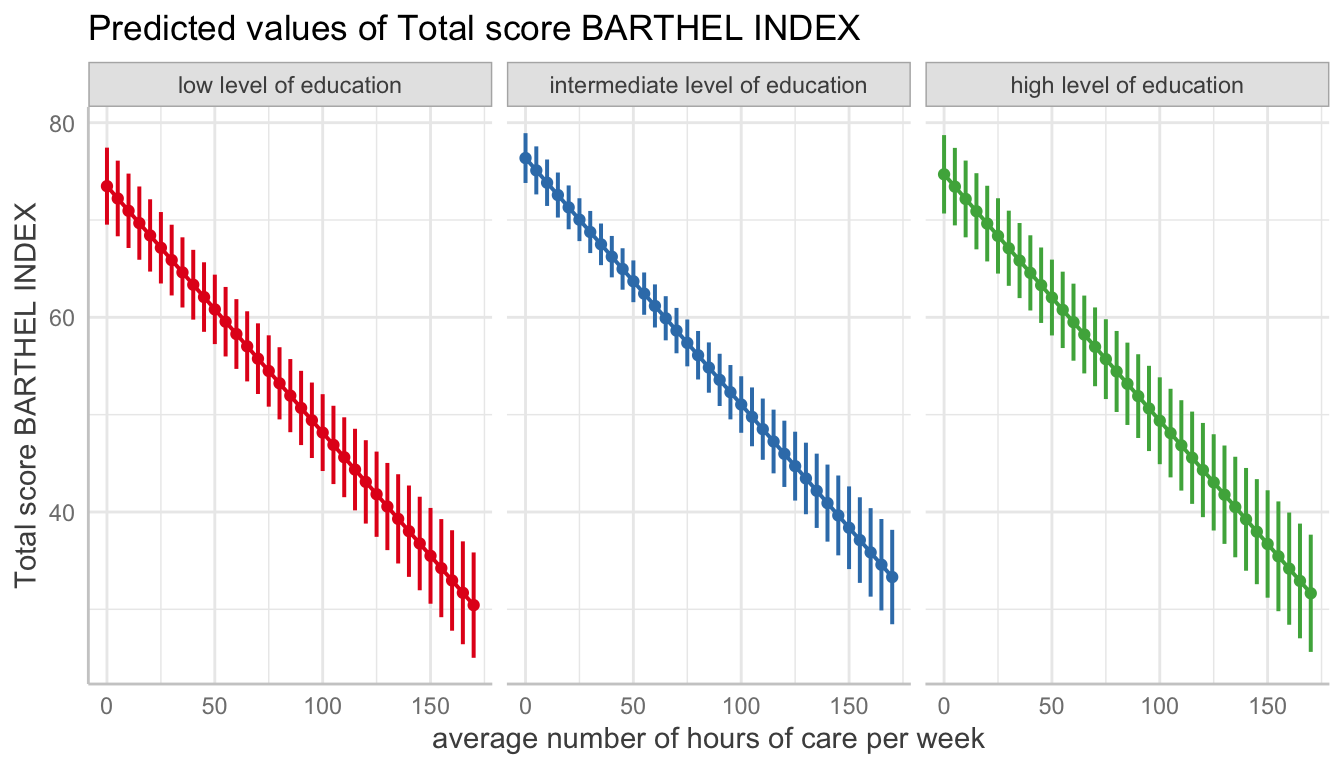 Predicted values of Total score BARTHEL INDEX
low level of education
intermediate level of education
high level of education
Total score BARTHEL INDEX
80
60
40
0 50 100 150
0 50 100 150
0 50 100 150
average number of hours of care per week